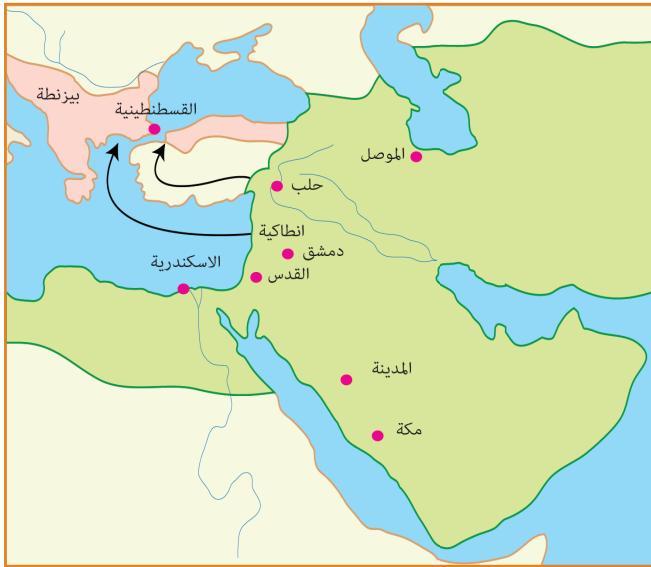 بيزنطة
القسطنطينية
الموصل
حلب
انطاكية
دمشق
الاسكندرية
القدس
المدينة
مكة